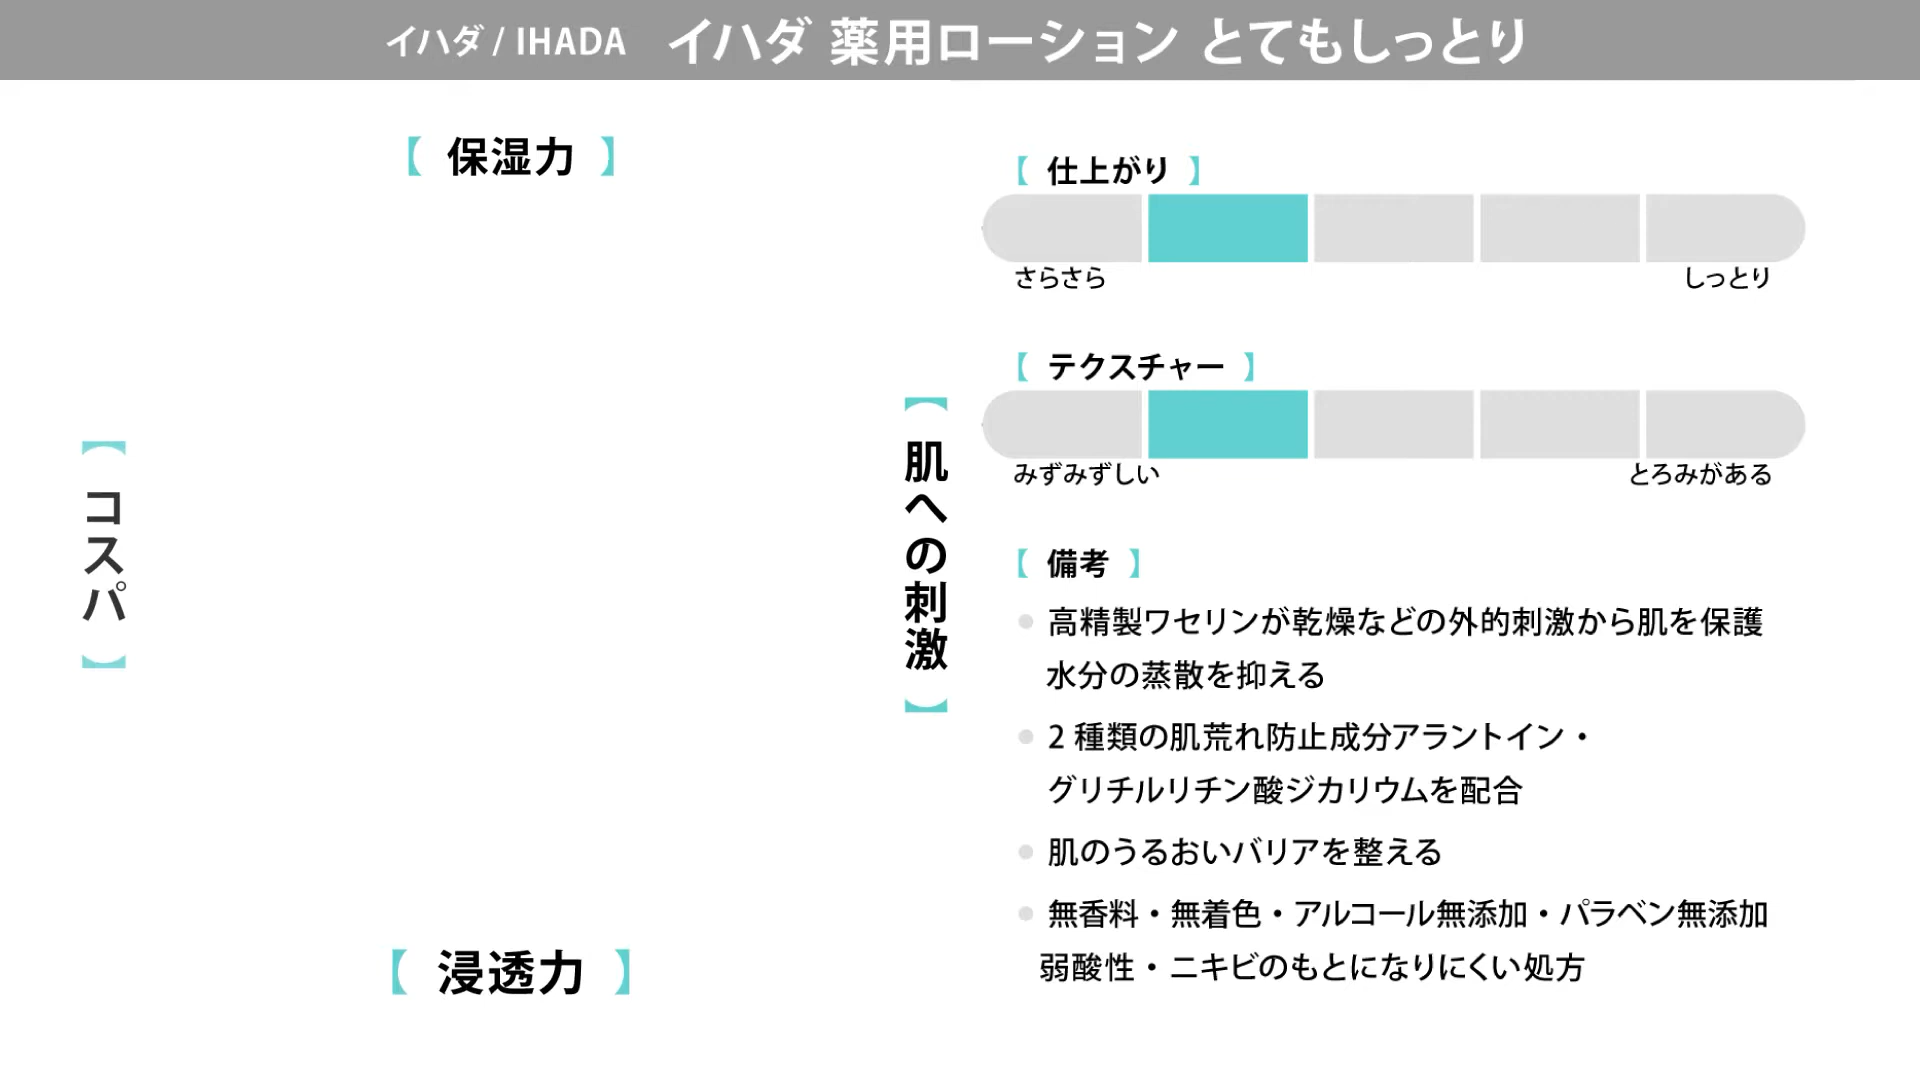 イハダ / IHADA イハダ 薬用ローション とてもしっとり
【 保湿力 】
【 コスパ 】
【 肌への刺激 】
【 浸透力 】
【 仕上がり 】
さらさら しっとり
【 テクスチャー 】
みずみずしい とろみがある
【 備考 】
高精製ワセリンが乾燥などの外的刺激から肌を保護
水分の蒸散を抑える
2 種類の肌荒れ防止成分アラントイン・
グリチルリチン酸ジカリウムを配合
肌のうるおいバリアを整える
無香料・無着色・アルコール無添加・パラベン無添加
弱酸性・ニキビのもとになりにくい処方